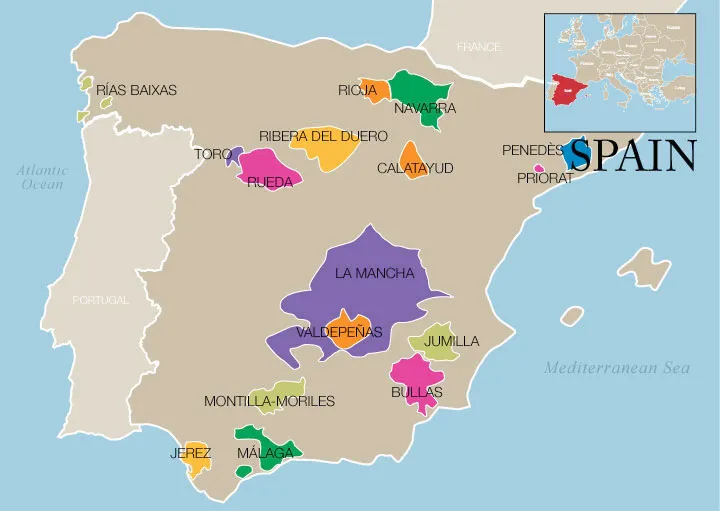 FRANCE
RÍAS BAIXAS
RIOJA
NAVARRA
RIBERA DEL DUERO
TORO
RUEDA
CALATAYUD
PENEDÈS
SPAIN
PRIORAT
Atlantic
Ocean
LA MANCHA
PORTUGAL
VALDEPEÑAS
JUMILLA
Mediterranean Sea
BULLAS
MONTILLA-MORILES
JEREZ
MÁLAGA